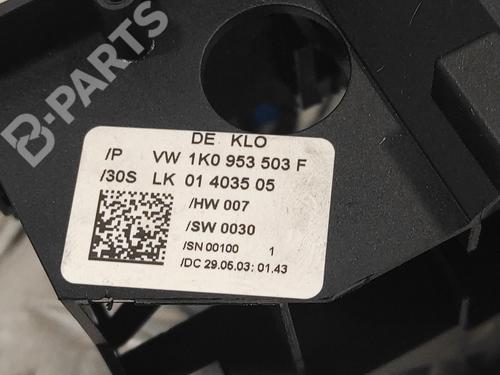 B-PARTS
DE KLO
/P VW 1K0 953 503 F
/30S LK 01 4035 05
/HW 007
/SW 0030
/SN 00100 1
/DC 29.05.03; 01.43